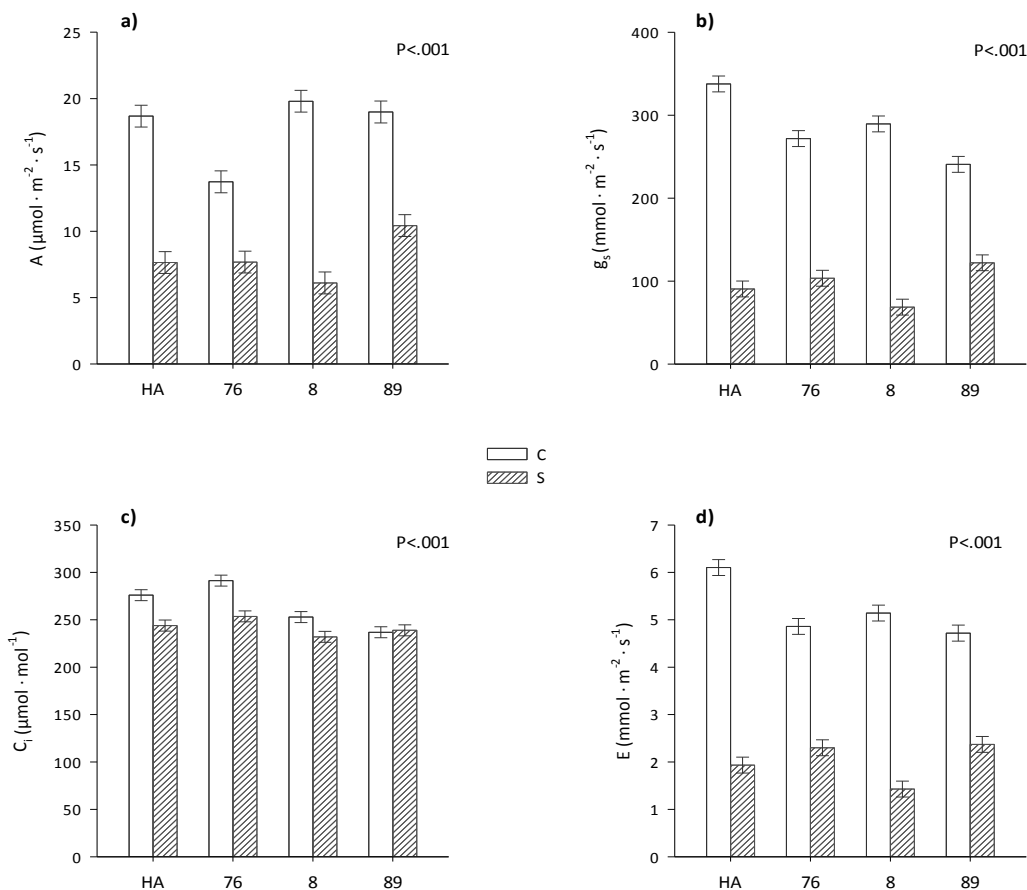 a)
P<.001
A (µmol · m⁻² · s⁻¹)
25
20
15
10
5
0
HA 76 8 89
b)
P<.001
gₛ (mmol · m⁻² · s⁻¹)
400
300
200
100
0
HA 76 8 89
C
S
c)
P<.001
Cᵢ (µmol · mol⁻¹)
350
300
250
200
150
100
50
0
HA 76 8 89
d)
P<.001
E (mmol · m⁻² · s⁻¹)
7
6
5
4
3
2
1
0
HA 76 8 89